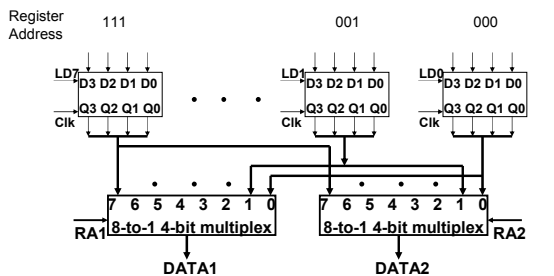 Register Address 111 001 000
LD7 D3 D2 D1 D0 LD1 D3 D2 D1 D0 LD0 D3 D2 D1 D0
Q3 Q2 Q1 Q0 Q3 Q2 Q1 Q0 Q3 Q2 Q1 Q0
Clk Clk Clk
7 6 5 4 3 2 1 0 7 6 5 4 3 2 1 0
RA1 8-to-1 4-bit multiplex 8-to-1 4-bit multiplex RA2
DATA1 DATA2